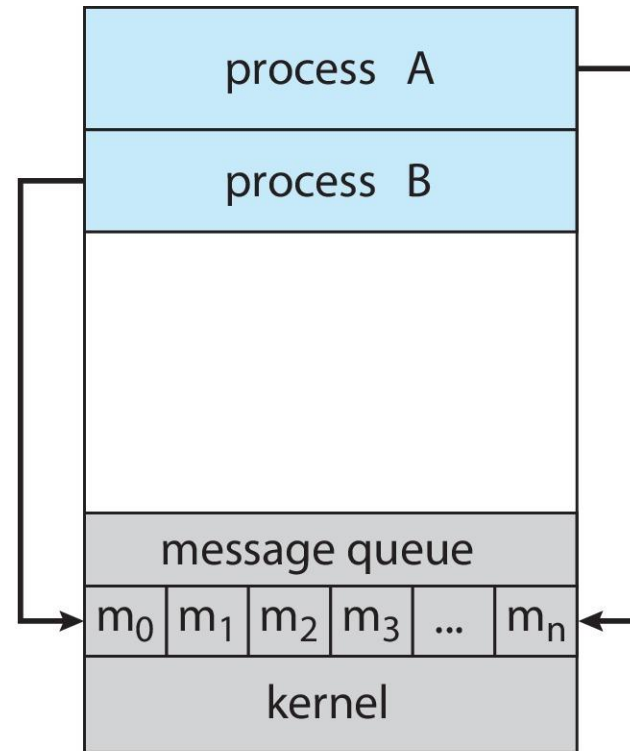 process A
process B
message queue
m₀ m₁ m₂ m₃ ... mₙ
kernel